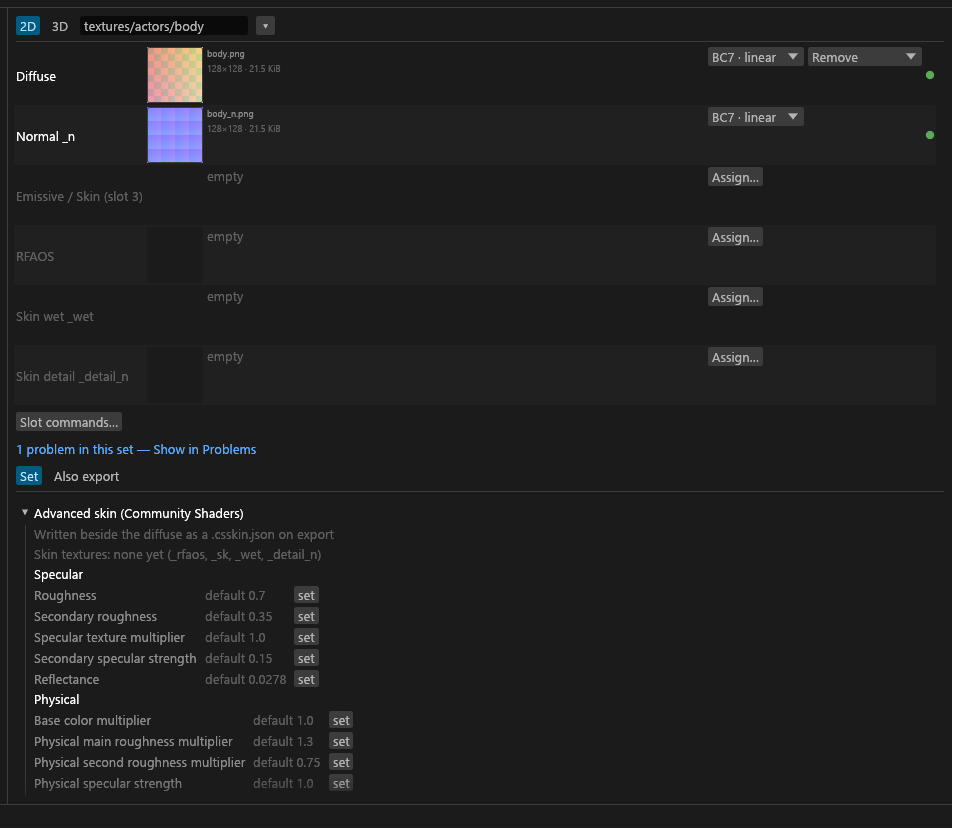 2D 3D textures/actors/body
Diffuse body.png BC7 · linear Remove
128×128 · 21.5 KiB
Normal _n body_n.png BC7 · linear
128×128 · 21.5 KiB
Emissive / Skin (slot 3) empty Assign...
RFAOS empty Assign...
Skin wet _wet empty Assign...
Skin detail _detail_n empty Assign...
Slot commands...
1 problem in this set — Show in Problems
Set Also export
Advanced skin (Community Shaders)
Written beside the diffuse as a .csskin.json on export
Skin textures: none yet (_rfaos, _sk, _wet, _detail_n)
Specular
Roughness default 0.7 set
Secondary roughness default 0.35 set
Specular texture multiplier default 1.0 set
Secondary specular strength default 0.15 set
Reflectance default 0.0278 set
Physical
Base color multiplier default 1.0 set
Physical main roughness multiplier default 1.3 set
Physical second roughness multiplier default 0.75 set
Physical specular strength default 1.0 set